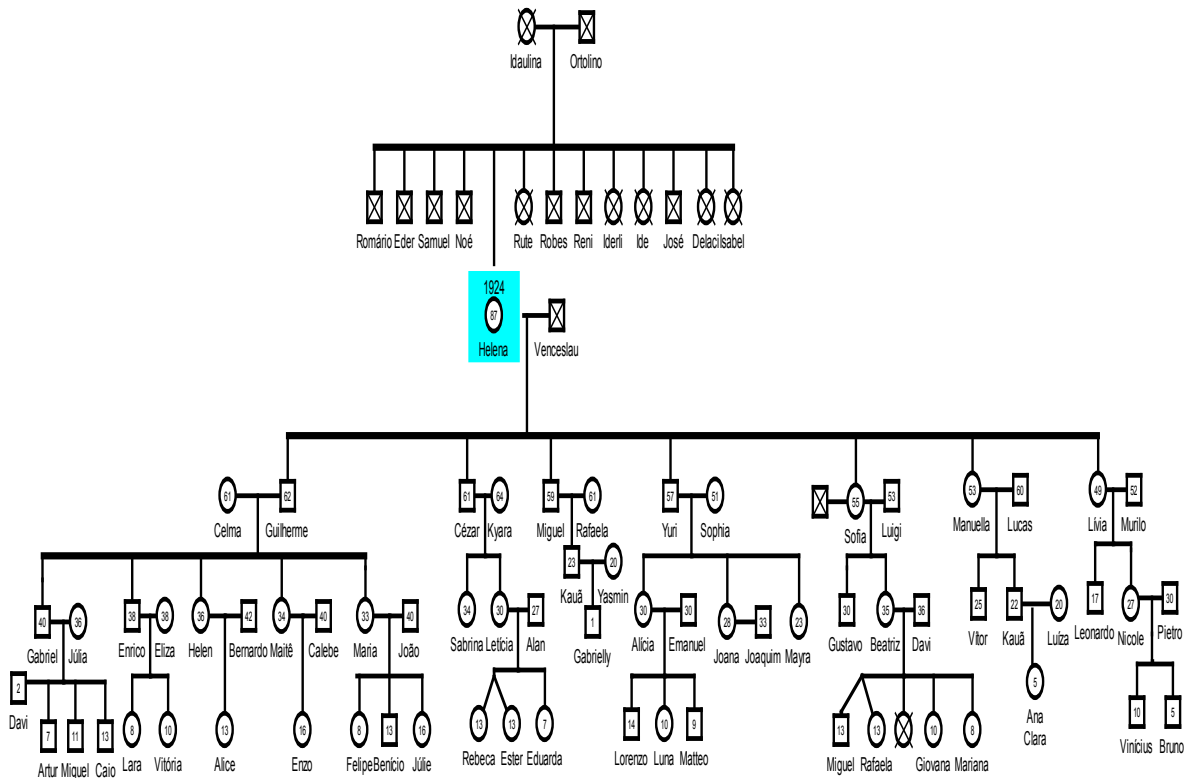 Idaulina Ortolino
Romário Eder Samuel Noé Rute Robes Reni Iderli Ide José Delaci Isabel
1924
87
Helena Venceslau
61 62 61 64 59 61 57 51 55 53 53 60 49 52
Celma Guilherme Cézar Kyara Miguel Rafaela Yuri Sophia Sofia Luigi Manuella Lucas Lívia Murilo
23 20
Kauã Yasmin
40 36 38 38 36 42 34 40 33 40 34 30 27 1 30 30 28 33 23 30 35 36 25 22 20 17 27 30
Gabriel Júlia Enrico Eliza Helen Bernardo Maitê Calebe Maria João Sabrina Letícia Alan Gabrielly Alícia Emanuel Joana Joaquim Mayra Gustavo Beatriz Davi Vítor Kauã Luíza Leonardo Nicole Pietro
2 5
Davi Ana
Clara
7 11 13 8 10 13 16 8 13 16 13 13 7 14 10 9 13 13 10 8 10 5
Artur Miguel Caio Lara Vitória Alice Enzo Felipe Benício Júlie Rebeca Ester Eduarda Lorenzo Luna Matteo Miguel Rafaela Giovana Mariana Vinícius Bruno